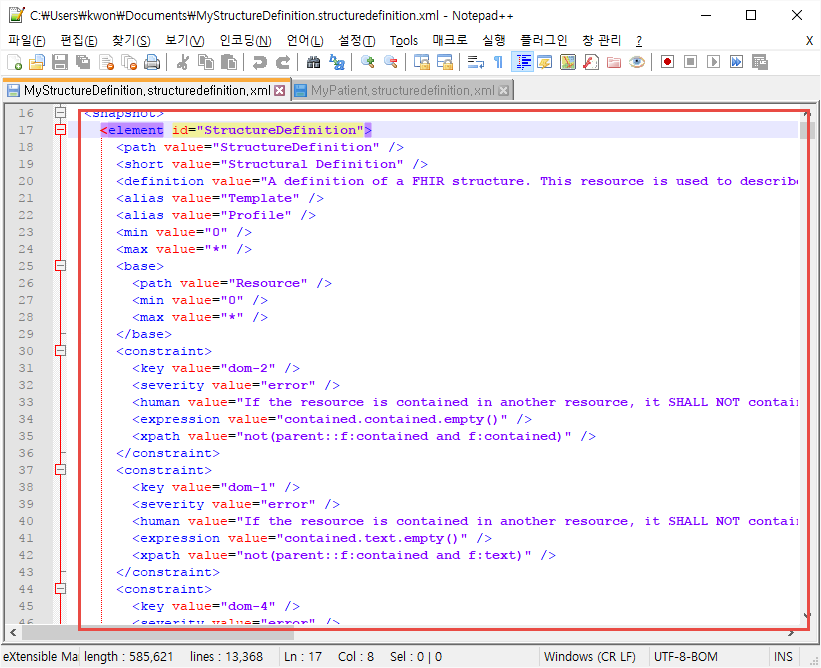 C:₩Users₩kwon₩Documents₩MyStructureDefinition.structuredefinition.xml - Notepad++
파일(F) 편집(E) 찾기(S) 보기(V) 인코딩(N) 언어(L) 설정(T) Tools 매크로 실행 플러그인 창 관리 ? X
MyStructureDefinition.structuredefinition.xml MyPatient.structuredefinition.xml
16 <snapshot>
17 <element id="StructureDefinition">
18 <path value="StructureDefinition" />
19 <short value="Structural Definition" />
20 <definition value="A definition of a FHIR structure. This resource is used to describe
21 <alias value="Template" />
22 <alias value="Profile" />
23 <min value="0" />
24 <max value="*" />
25 <base>
26 <path value="Resource" />
27 <min value="0" />
28 <max value="*" />
29 </base>
30 <constraint>
31 <key value="dom-2" />
32 <severity value="error" />
33 <human value="If the resource is contained in another resource, it SHALL NOT contai
34 <expression value="contained.contained.empty()" />
35 <xpath value="not(parent::f:contained and f:contained)" />
36 </constraint>
37 <constraint>
38 <key value="dom-1" />
39 <severity value="error" />
40 <human value="If the resource is contained in another resource, it SHALL NOT contai
41 <expression value="contained.text.empty()" />
42 <xpath value="not(parent::f:contained and f:text)" />
43 </constraint>
44 <constraint>
45 <key value="dom-4" />
46 <severity value="error" />
eXtensible Ma length : 585,621 lines : 13,368 Ln : 17 Col : 8 Sel : 0 | 0 Windows (CR LF) UTF-8-BOM INS